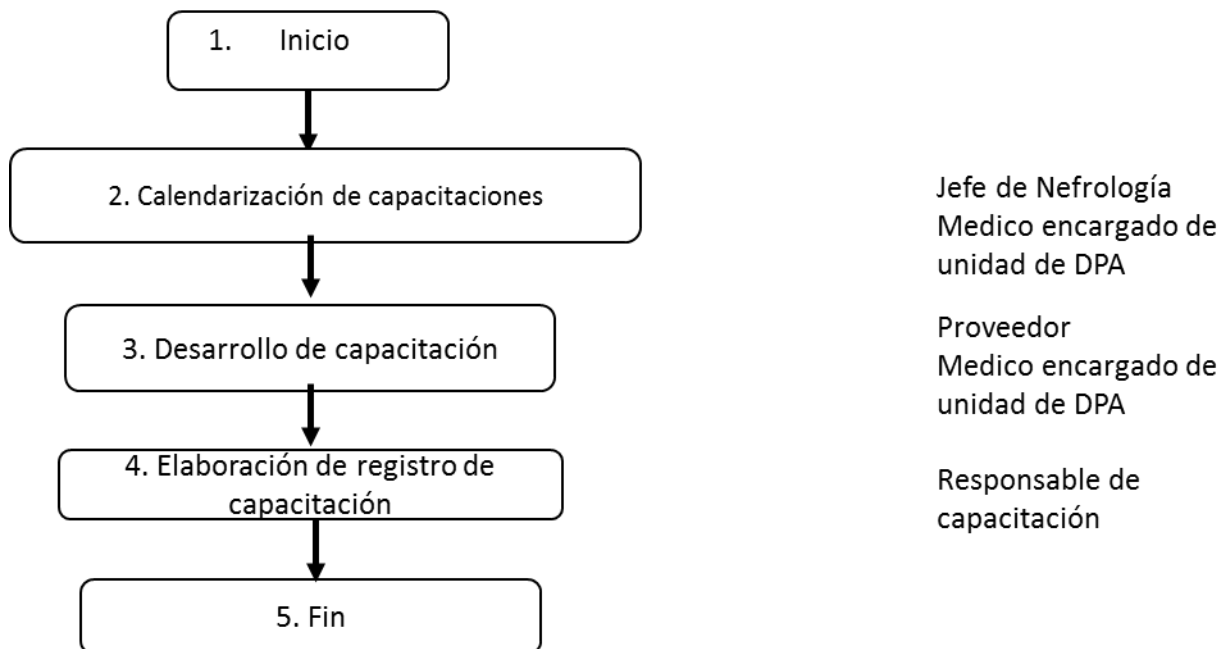 1. Inicio
2. Calendarización de capacitaciones
Jefe de Nefrología
Medico encargado de
unidad de DPA
3. Desarrollo de capacitación
Proveedor
Medico encargado de
unidad de DPA
4. Elaboración de registro de
capacitación
Responsable de
capacitación
5. Fin